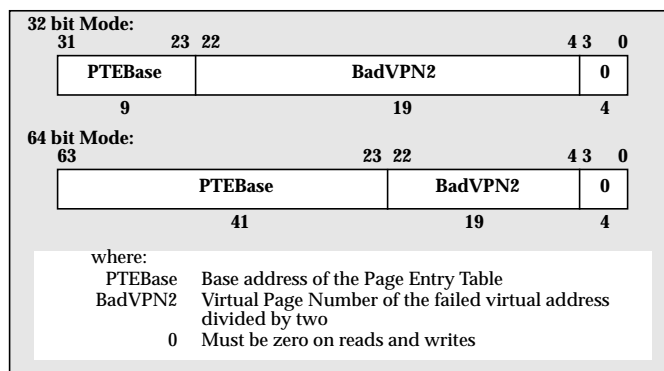 32 bit Mode:
31 23 22 4 3 0
PTEBase BadVPN2 0
9 19 4
64 bit Mode:
63 23 22 4 3 0
PTEBase BadVPN2 0
41 19 4
where:
PTEBase Base address of the Page Entry Table
BadVPN2 Virtual Page Number of the failed virtual address
divided by two
0 Must be zero on reads and writes